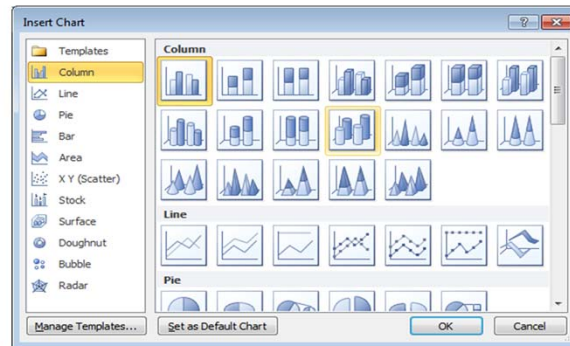 Insert Chart
Templates
Column
Line
Pie
Bar
Area
X Y (Scatter)
Stock
Surface
Doughnut
Bubble
Radar
Column
Line
Pie
Manage Templates...
Set as Default Chart
OK
Cancel